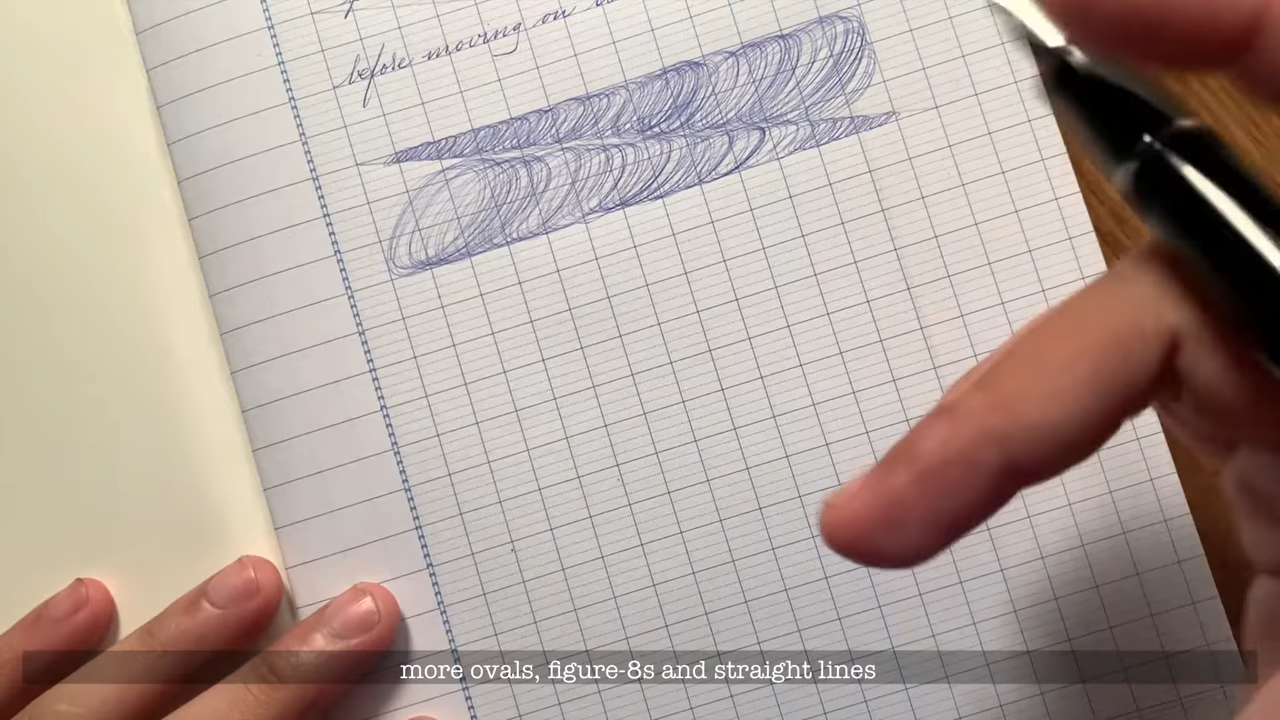 before moving on
more ovals, figure-8s and straight lines